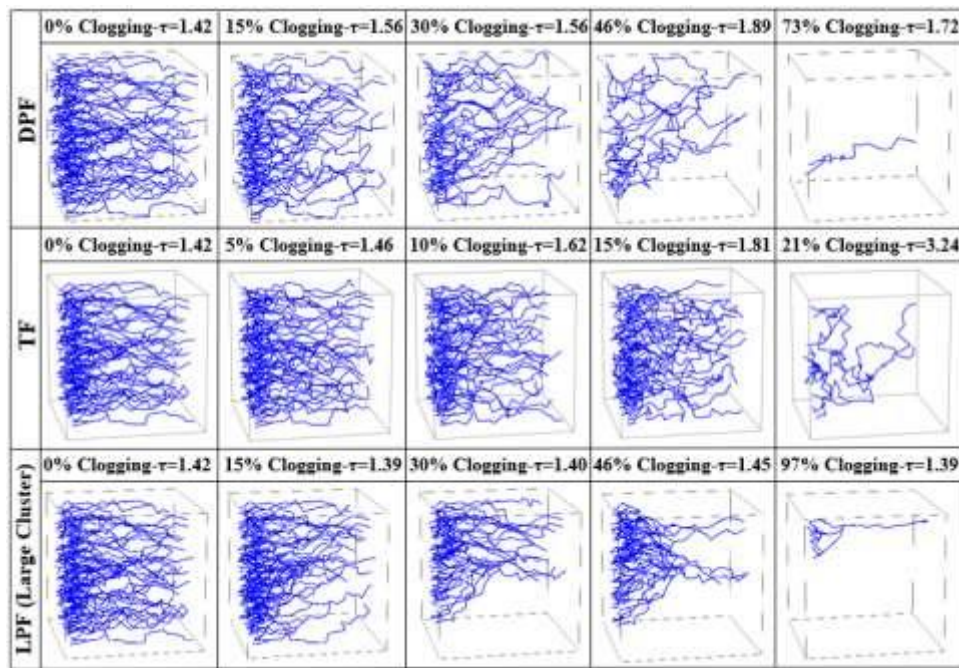 0% Clogging-τ=1.42 15% Clogging-τ=1.56 30% Clogging-τ=1.56 46% Clogging-τ=1.89 73% Clogging-τ=1.72
DPF
0% Clogging-τ=1.42 5% Clogging-τ=1.46 10% Clogging-τ=1.62 15% Clogging-τ=1.81 21% Clogging-τ=3.24
TF
0% Clogging-τ=1.42 15% Clogging-τ=1.39 30% Clogging-τ=1.40 46% Clogging-τ=1.45 97% Clogging-τ=1.39
LPF (Large Cluster)